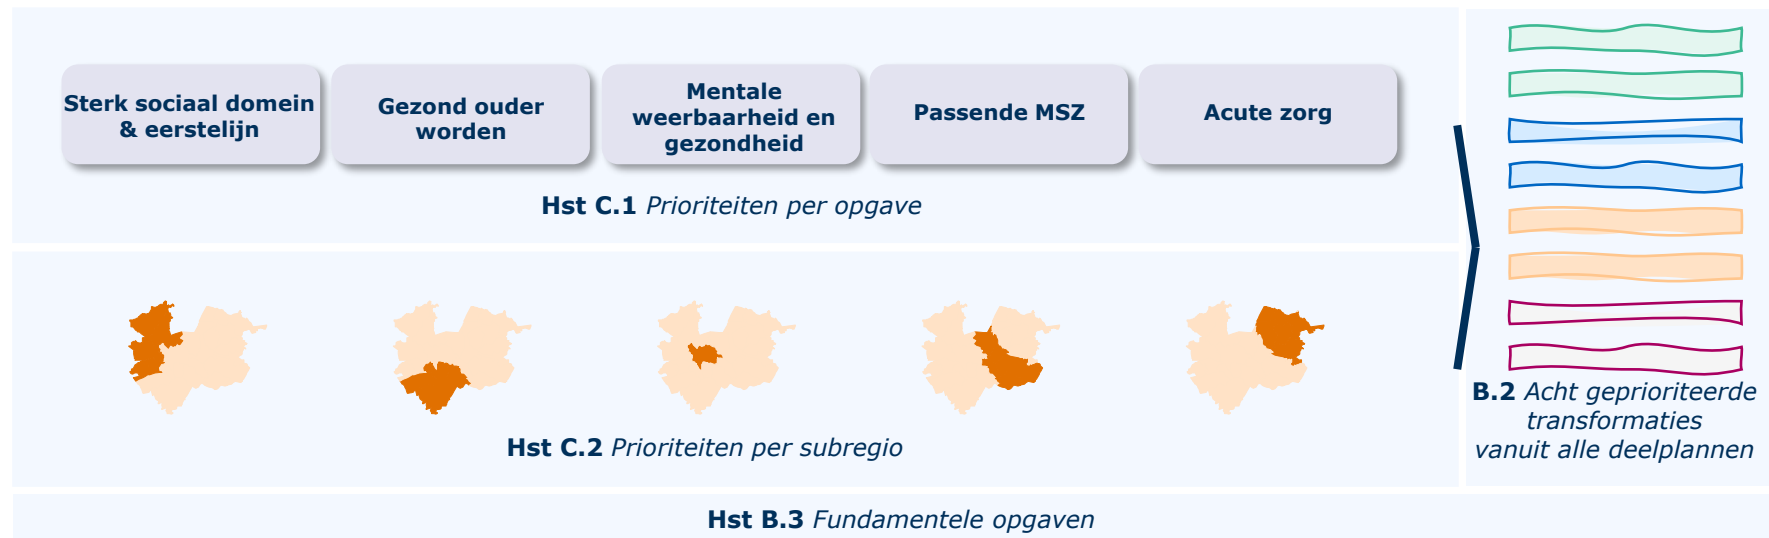 Sterk sociaal domein
& eerstelijn
Gezond ouder
worden
Mentale
weerbaarheid en
gezondheid
Passende MSZ
Acute zorg
Hst C.1 Prioriteiten per opgave
Hst C.2 Prioriteiten per subregio
B.2 Acht geprioriteerde
transformaties
vanuit alle deelplannen
Hst B.3 Fundamentele opgaven